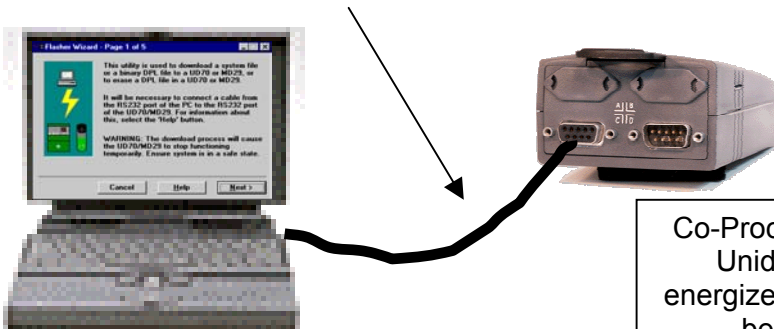 Flasher Wizard - Page 1 of 5
This utility is used to download a system file
or a binary DPL file to a UD70 or MD29, or
to erase a DPL file in a UD70 or MD29.
It will be necessary to connect a cable from
the RS232 port of the PC to the RS232 port
of the UD70/MD29. For information about
this, select the 'Help' button.
WARNING: The download process will cause
the UD70/MD29 to stop functioning
temporarily. Ensure system is in a safe state.
Cancel Help Next >
A B
C D
Co-Proc
Unid
energize